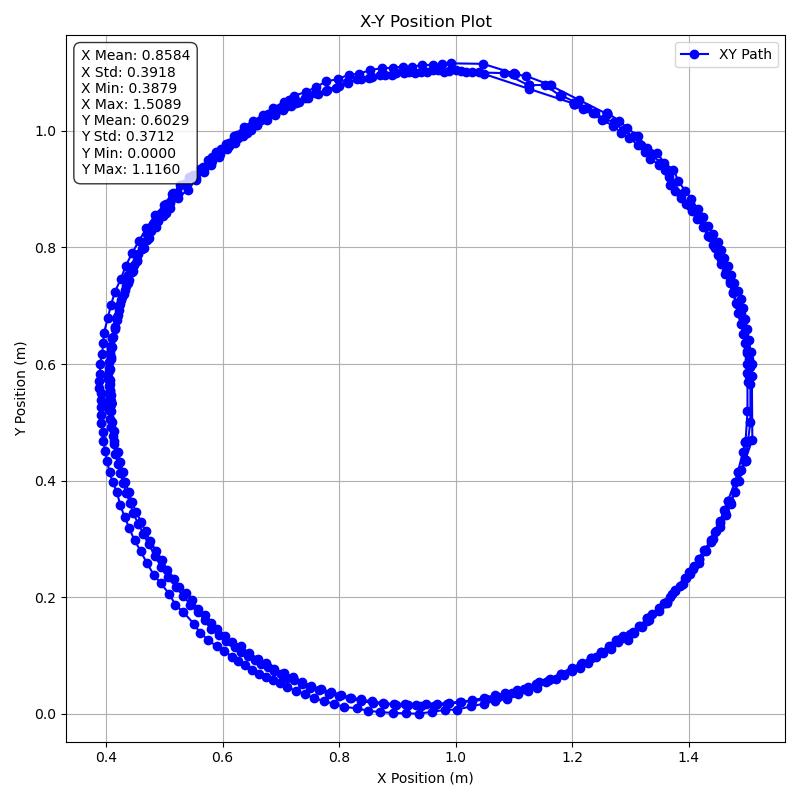 X-Y Position Plot
X Mean: 0.8584
X Std: 0.3918
X Min: 0.3879
X Max: 1.5089
Y Mean: 0.6029
Y Std: 0.3712
Y Min: 0.0000
Y Max: 1.1160
XY Path
Y Position (m)
1.0
0.8
0.6
0.4
0.2
0.0
0.4 0.6 0.8 1.0 1.2 1.4
X Position (m)